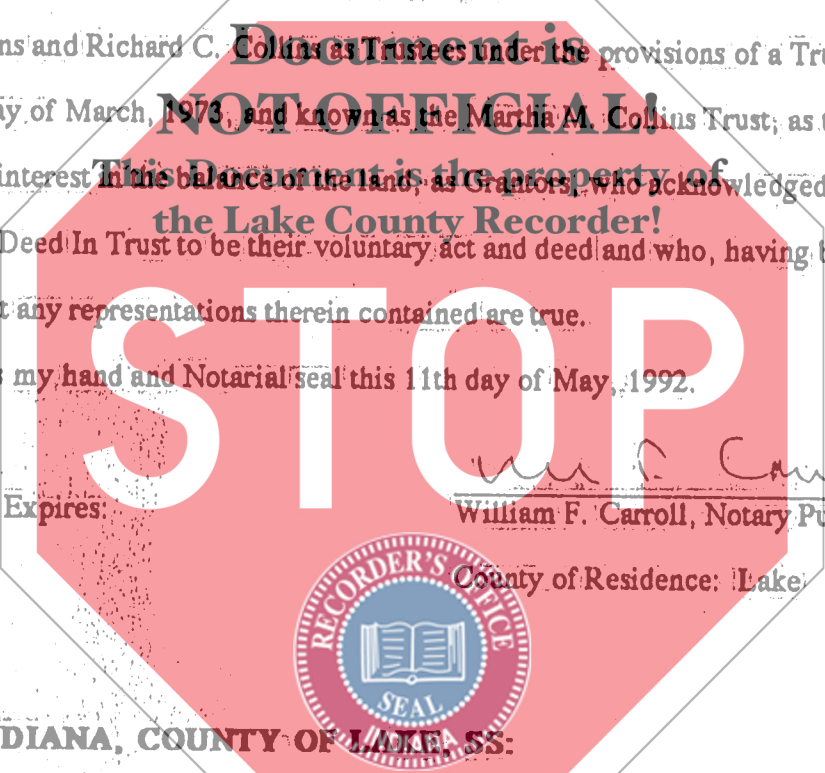 Document is
NOT OFFICIAL!
This Document is the property of
the Lake County Recorder!
STOP
and Richard C. Collins as Trustees under the provisions of a
of March, 1973, and known as the Martha M. Collins Trust, as
interest in the balance of the land, as Grantors, who acknowledged
Deed In Trust to be their voluntary act and deed and who, having
any representations therein contained are true.
my hand and Notarial seal this 11th day of May, 1992.
Expires:
William F. Carroll, Notary
County of Residence: Lake
RECORDER'S OFFICE
SEAL
INDIANA
DIANA, COUNTY OF LAKE, SS: